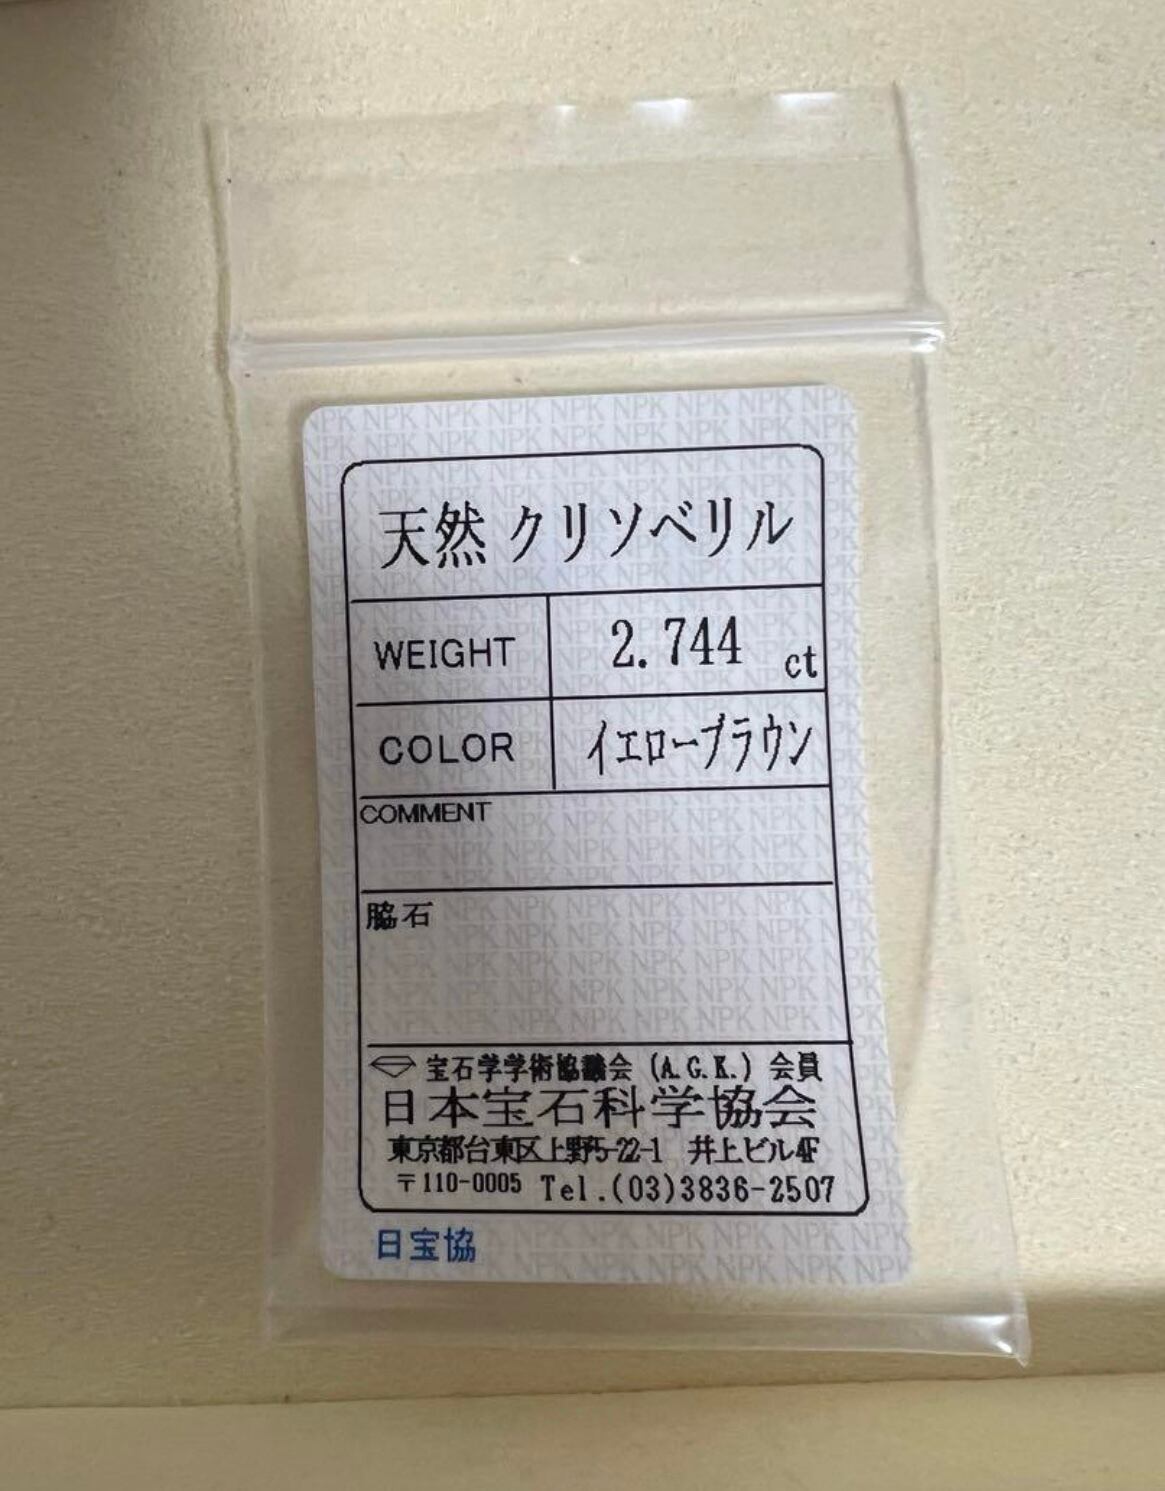 天然 クリソベリル
WEIGHT 2.744 ct
COLOR イエローブラウン
COMMENT
脇石
宝石学学術協議会 (A.G.K.) 会員
日本宝石科学協会
東京都台東区上野5-22-1 井上ビル4F
〒110-0005 Tel.(03)3836-2507
日宝協